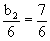 b₂/6 = 7/6